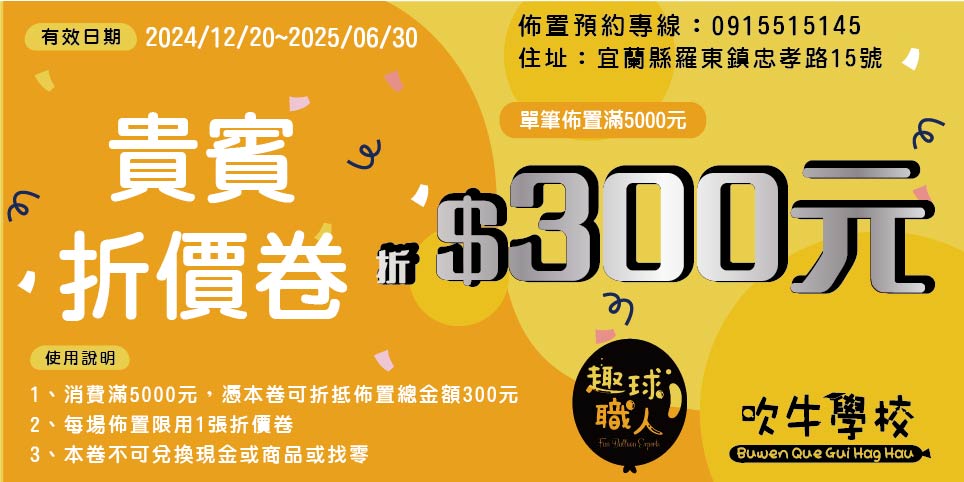 有效日期 2024/12/20~2025/06/30
佈置預約專線：0915515145
住址：宜蘭縣羅東鎮忠孝路15號
貴賓
折價卷
單筆佈置滿5000元
折 $300元
使用說明
1、消費滿5000元，憑本卷可折抵佈置總金額300元
2、每場佈置限用1張折價卷
3、本卷不可兌換現金或商品或找零
趣球
職人
Fun Balloon Experts
吹牛學校
Buwen Que Gui Hag Hau